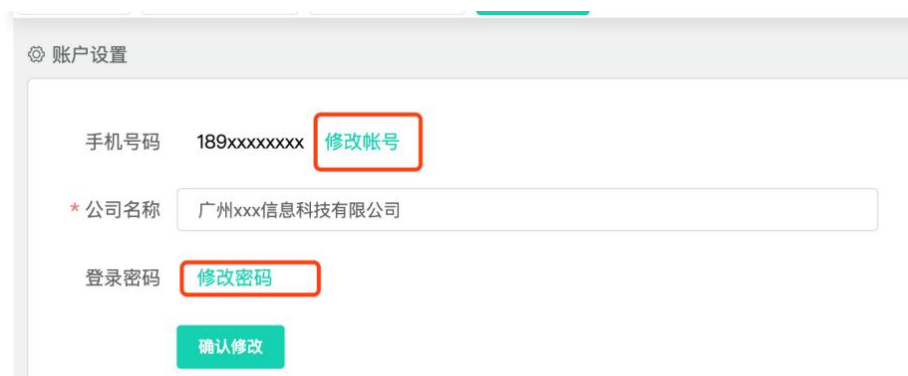 账户设置
手机号码 189xxxxxxxx 修改帐号
* 公司名称 广州xxx信息科技有限公司
登录密码 修改密码
确认修改